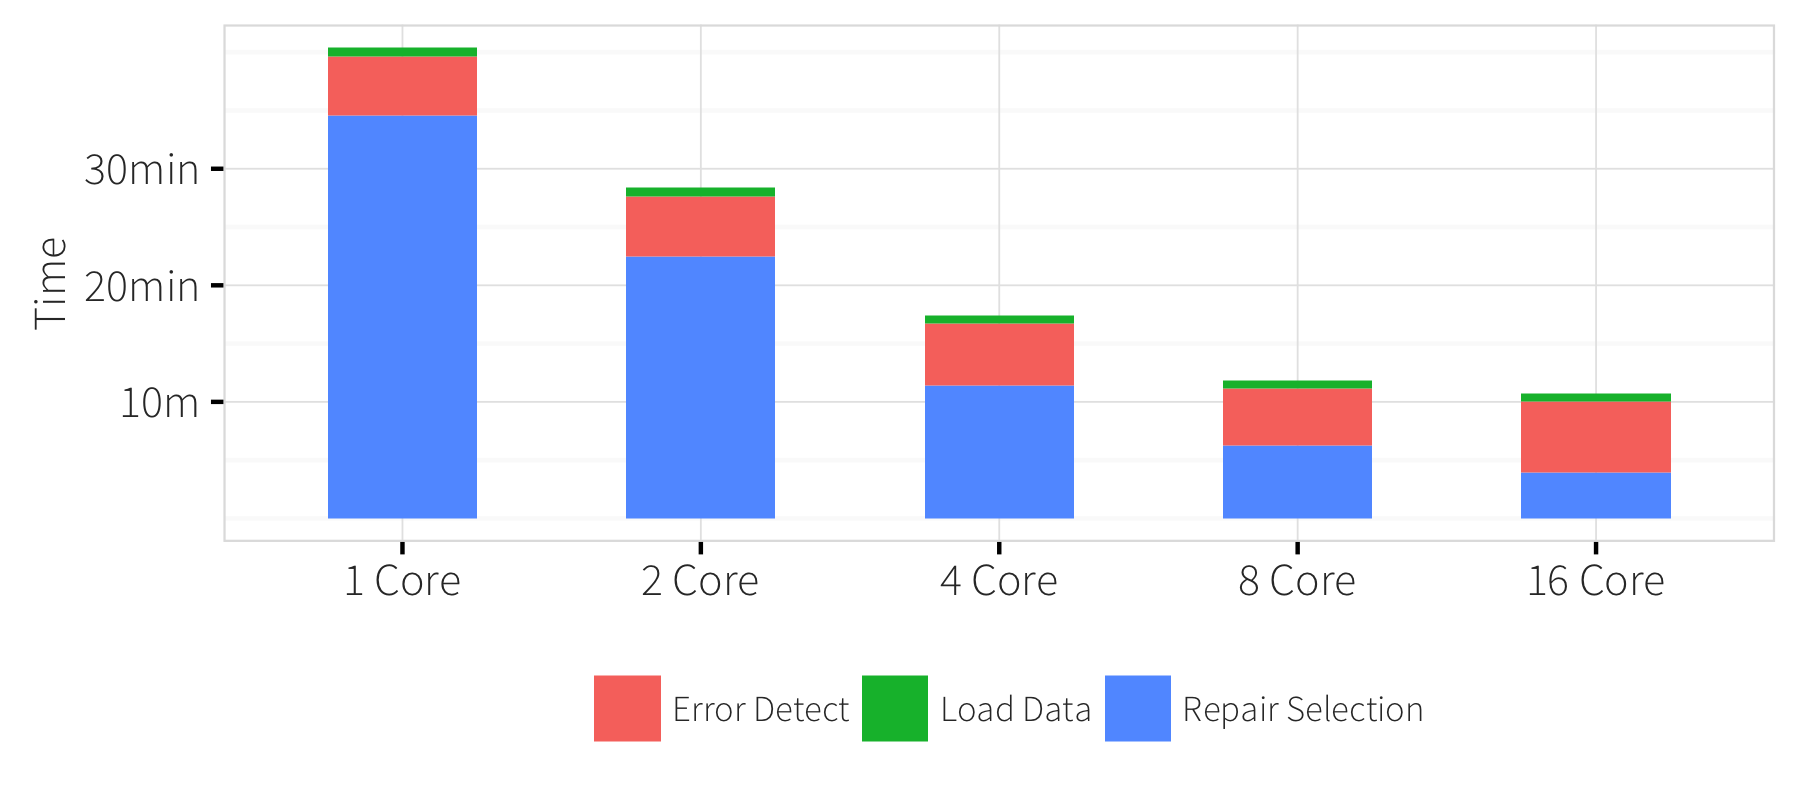 Time
30min
20min
10m
1 Core 2 Core 4 Core 8 Core 16 Core
Error Detect Load Data Repair Selection